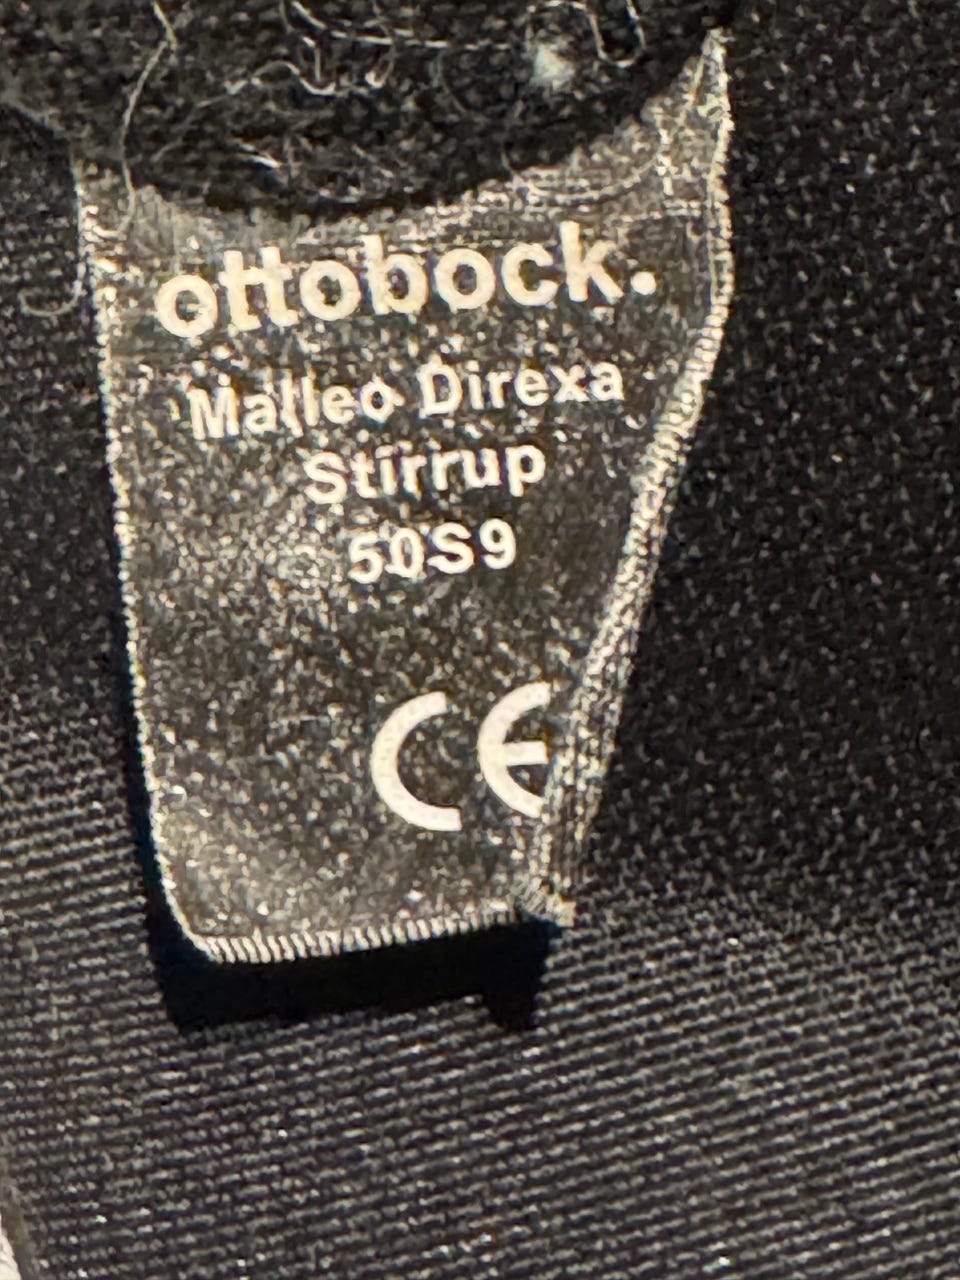 ottobock.
Malleo Direxa
Stirrup
50S9
CE